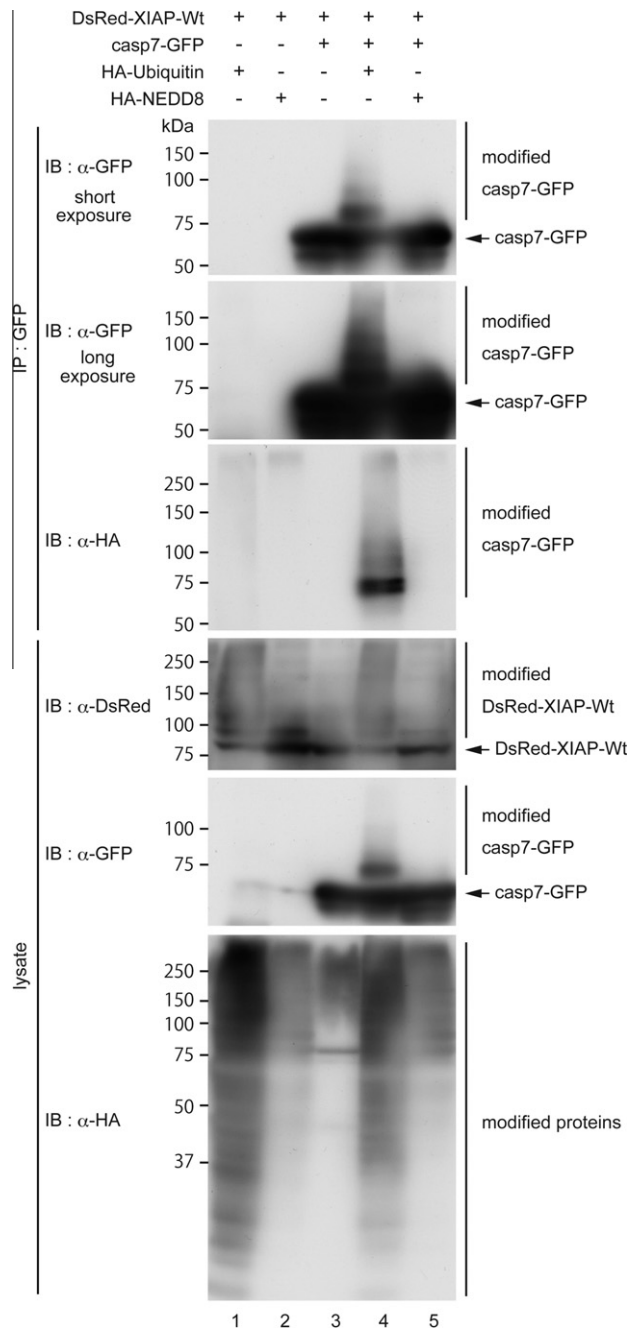 DsRed-XIAP-Wt + + + + +
casp7-GFP - - + + +
HA-Ubiquitin + - - + -
HA-NEDD8 - + - - +
kDa
IP : GFP
IB : α-GFP
short
exposure
150
100
75
50
modified
casp7-GFP
casp7-GFP
IB : α-GFP
long
exposure
150
100
75
50
modified
casp7-GFP
casp7-GFP
IB : α-HA
250
150
100
75
50
modified
casp7-GFP
lysate
IB : α-DsRed
250
150
100
75
modified
DsRed-XIAP-Wt
DsRed-XIAP-Wt
IB : α-GFP
100
75
modified
casp7-GFP
casp7-GFP
IB : α-HA
250
150
100
75
50
37
modified proteins
1 2 3 4 5